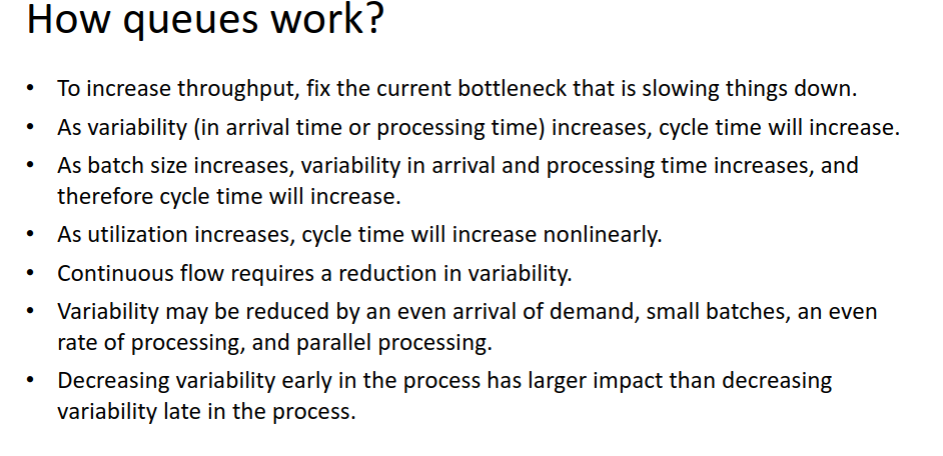 How queues work?
• To increase throughput, fix the current bottleneck that is slowing things down.
• As variability (in arrival time or processing time) increases, cycle time will increase.
• As batch size increases, variability in arrival and processing time increases, and
therefore cycle time will increase.
• As utilization increases, cycle time will increase nonlinearly.
• Continuous flow requires a reduction in variability.
• Variability may be reduced by an even arrival of demand, small batches, an even
rate of processing, and parallel processing.
• Decreasing variability early in the process has larger impact than decreasing
variability late in the process.